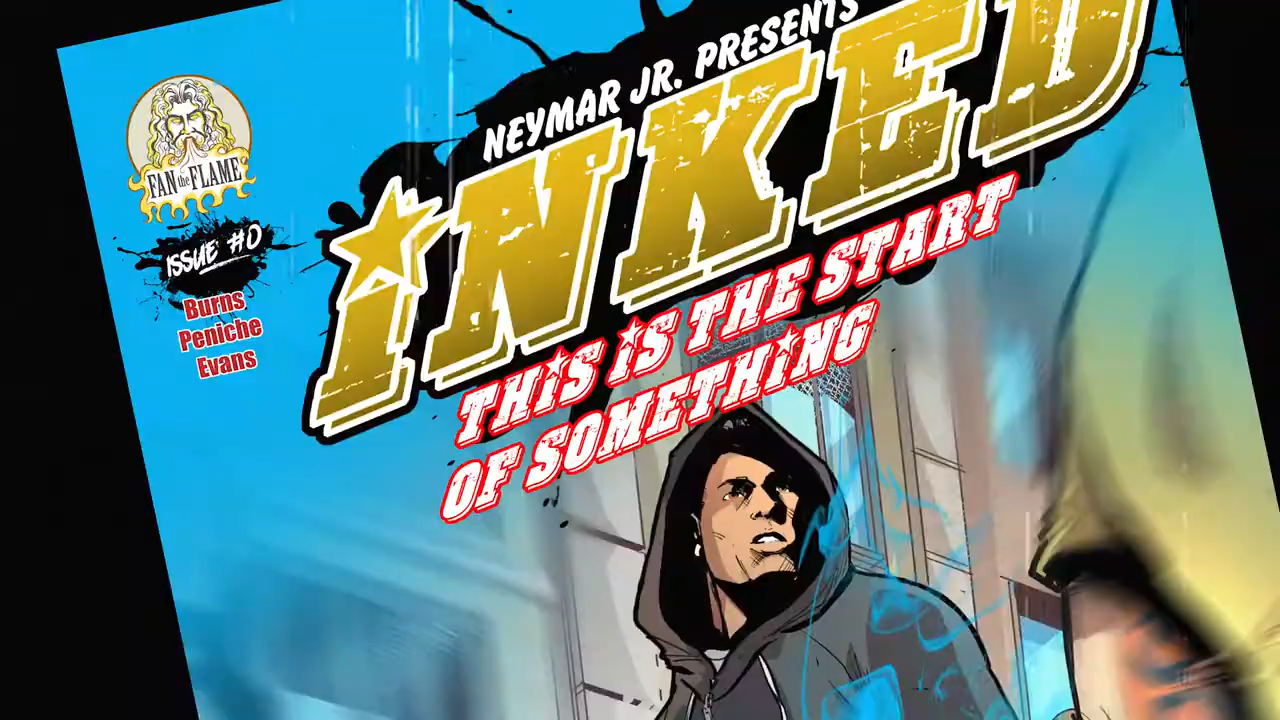 NEYMAR JR. PRESENTS
iNKED
THiS iS THE START
OF SOMETHiNG
FAN the FLAME
ISSUE #0
Burns
Peniche
Evans